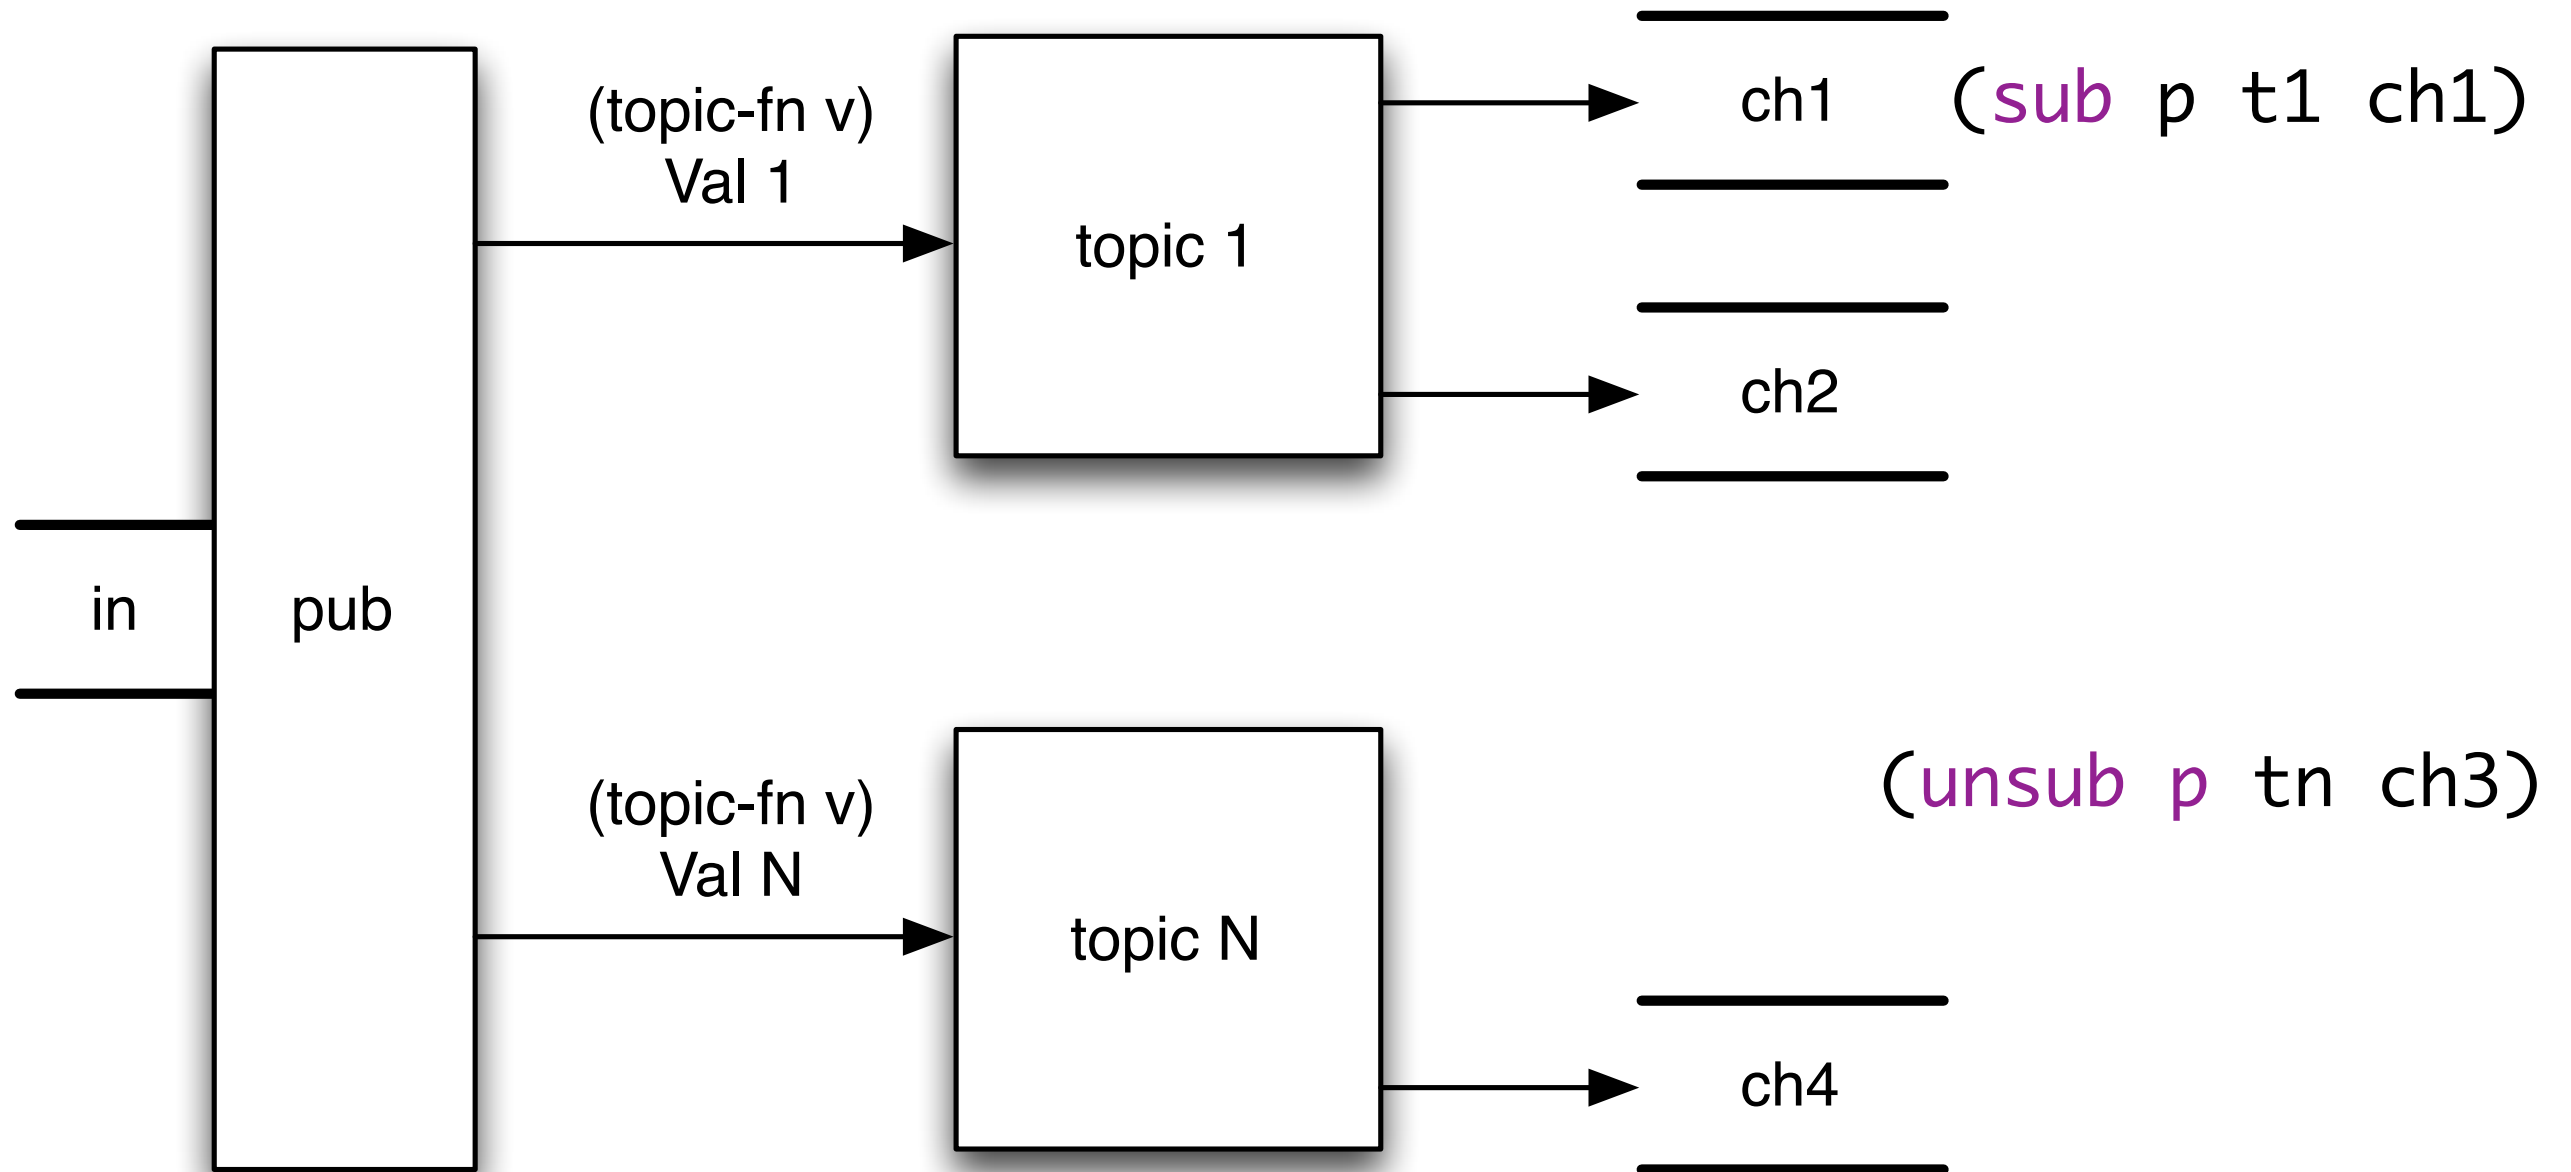 (topic-fn v)
Val 1
topic 1
ch1
(sub p t1 ch1)
ch2
in
pub
(topic-fn v)
Val N
topic N
(unsub p tn ch3)
ch4